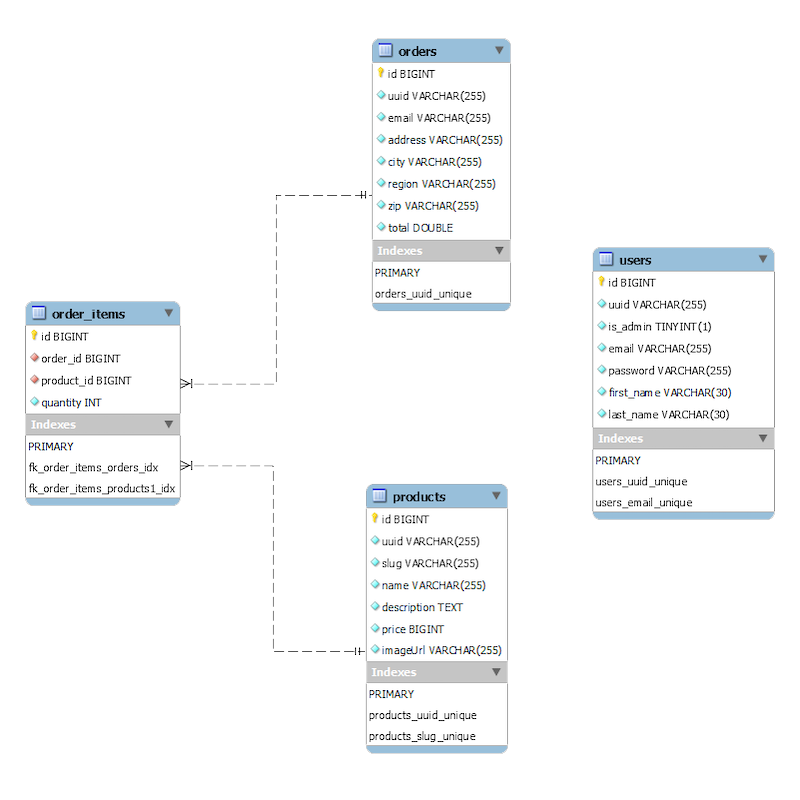 orders
id BIGINT
uuid VARCHAR(255)
email VARCHAR(255)
address VARCHAR(255)
city VARCHAR(255)
region VARCHAR(255)
zip VARCHAR(255)
total DOUBLE
Indexes
PRIMARY
orders_uuid_unique
users
id BIGINT
uuid VARCHAR(255)
is_admin TINYINT(1)
email VARCHAR(255)
password VARCHAR(255)
first_name VARCHAR(30)
last_name VARCHAR(30)
Indexes
PRIMARY
users_uuid_unique
users_email_unique
order_items
id BIGINT
order_id BIGINT
product_id BIGINT
quantity INT
Indexes
PRIMARY
fk_order_items_orders_idx
fk_order_items_products1_idx
products
id BIGINT
uuid VARCHAR(255)
slug VARCHAR(255)
name VARCHAR(255)
description TEXT
price BIGINT
imageUrl VARCHAR(255)
Indexes
PRIMARY
products_uuid_unique
products_slug_unique